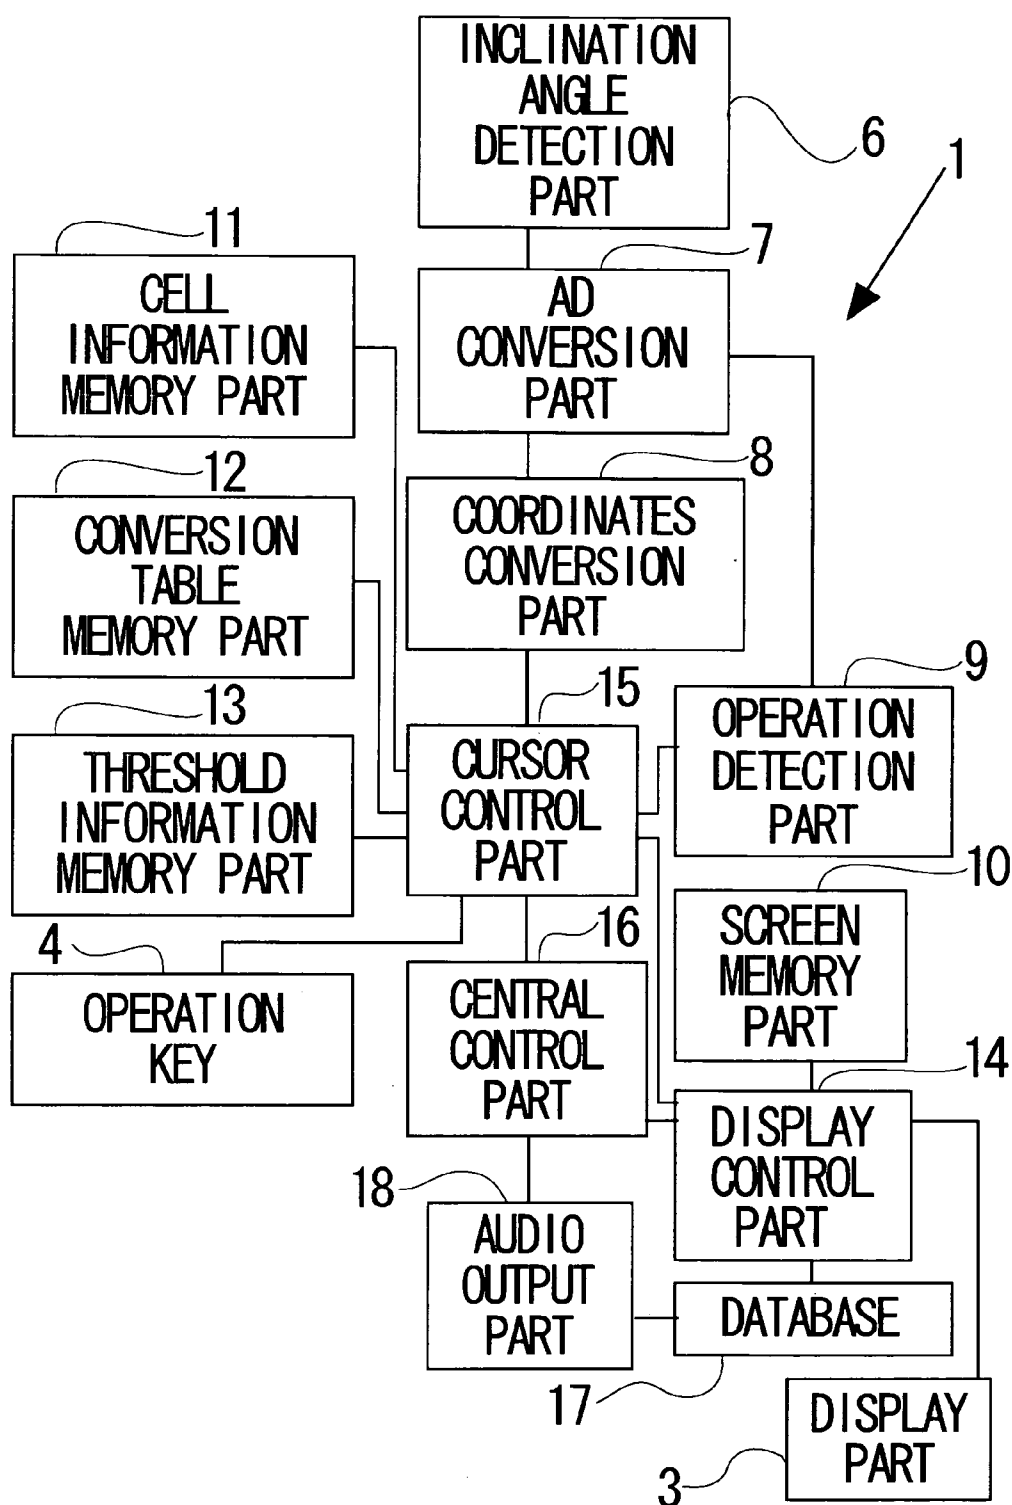 INCLINATION
ANGLE
DETECTION
PART
6
1
11
CELL
INFORMATION
MEMORY PART
7
AD
CONVERSION
PART
12
CONVERSION
TABLE
MEMORY PART
8
COORDINATES
CONVERSION
PART
13
THRESHOLD
INFORMATION
MEMORY PART
15
CURSOR
CONTROL
PART
9
OPERATION
DETECTION
PART
4
OPERATION
KEY
16
CENTRAL
CONTROL
PART
10
SCREEN
MEMORY
PART
14
DISPLAY
CONTROL
PART
18
AUDIO
OUTPUT
PART
DATABASE
17
DISPLAY
PART
3